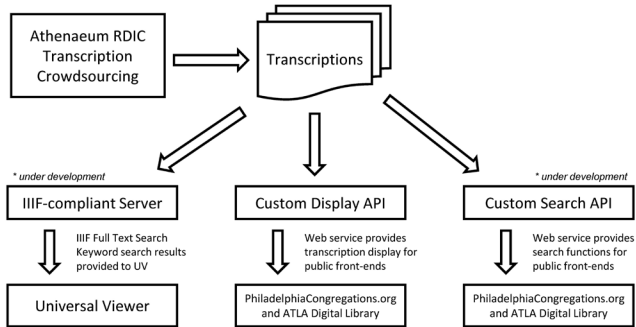 Athenaeum RDIC
Transcription
Crowdsourcing
Transcriptions
* under development
* under development
IIIF-compliant Server
Custom Display API
Custom Search API
IIIF Full Text Search
Keyword search results
provided to UV
Web service provides
transcription display for
public front-ends
Web service provides
search functions for
public front-ends
Universal Viewer
PhiladelphiaCongregations.org
and ATLA Digital Library
PhiladelphiaCongregations.org
and ATLA Digital Library